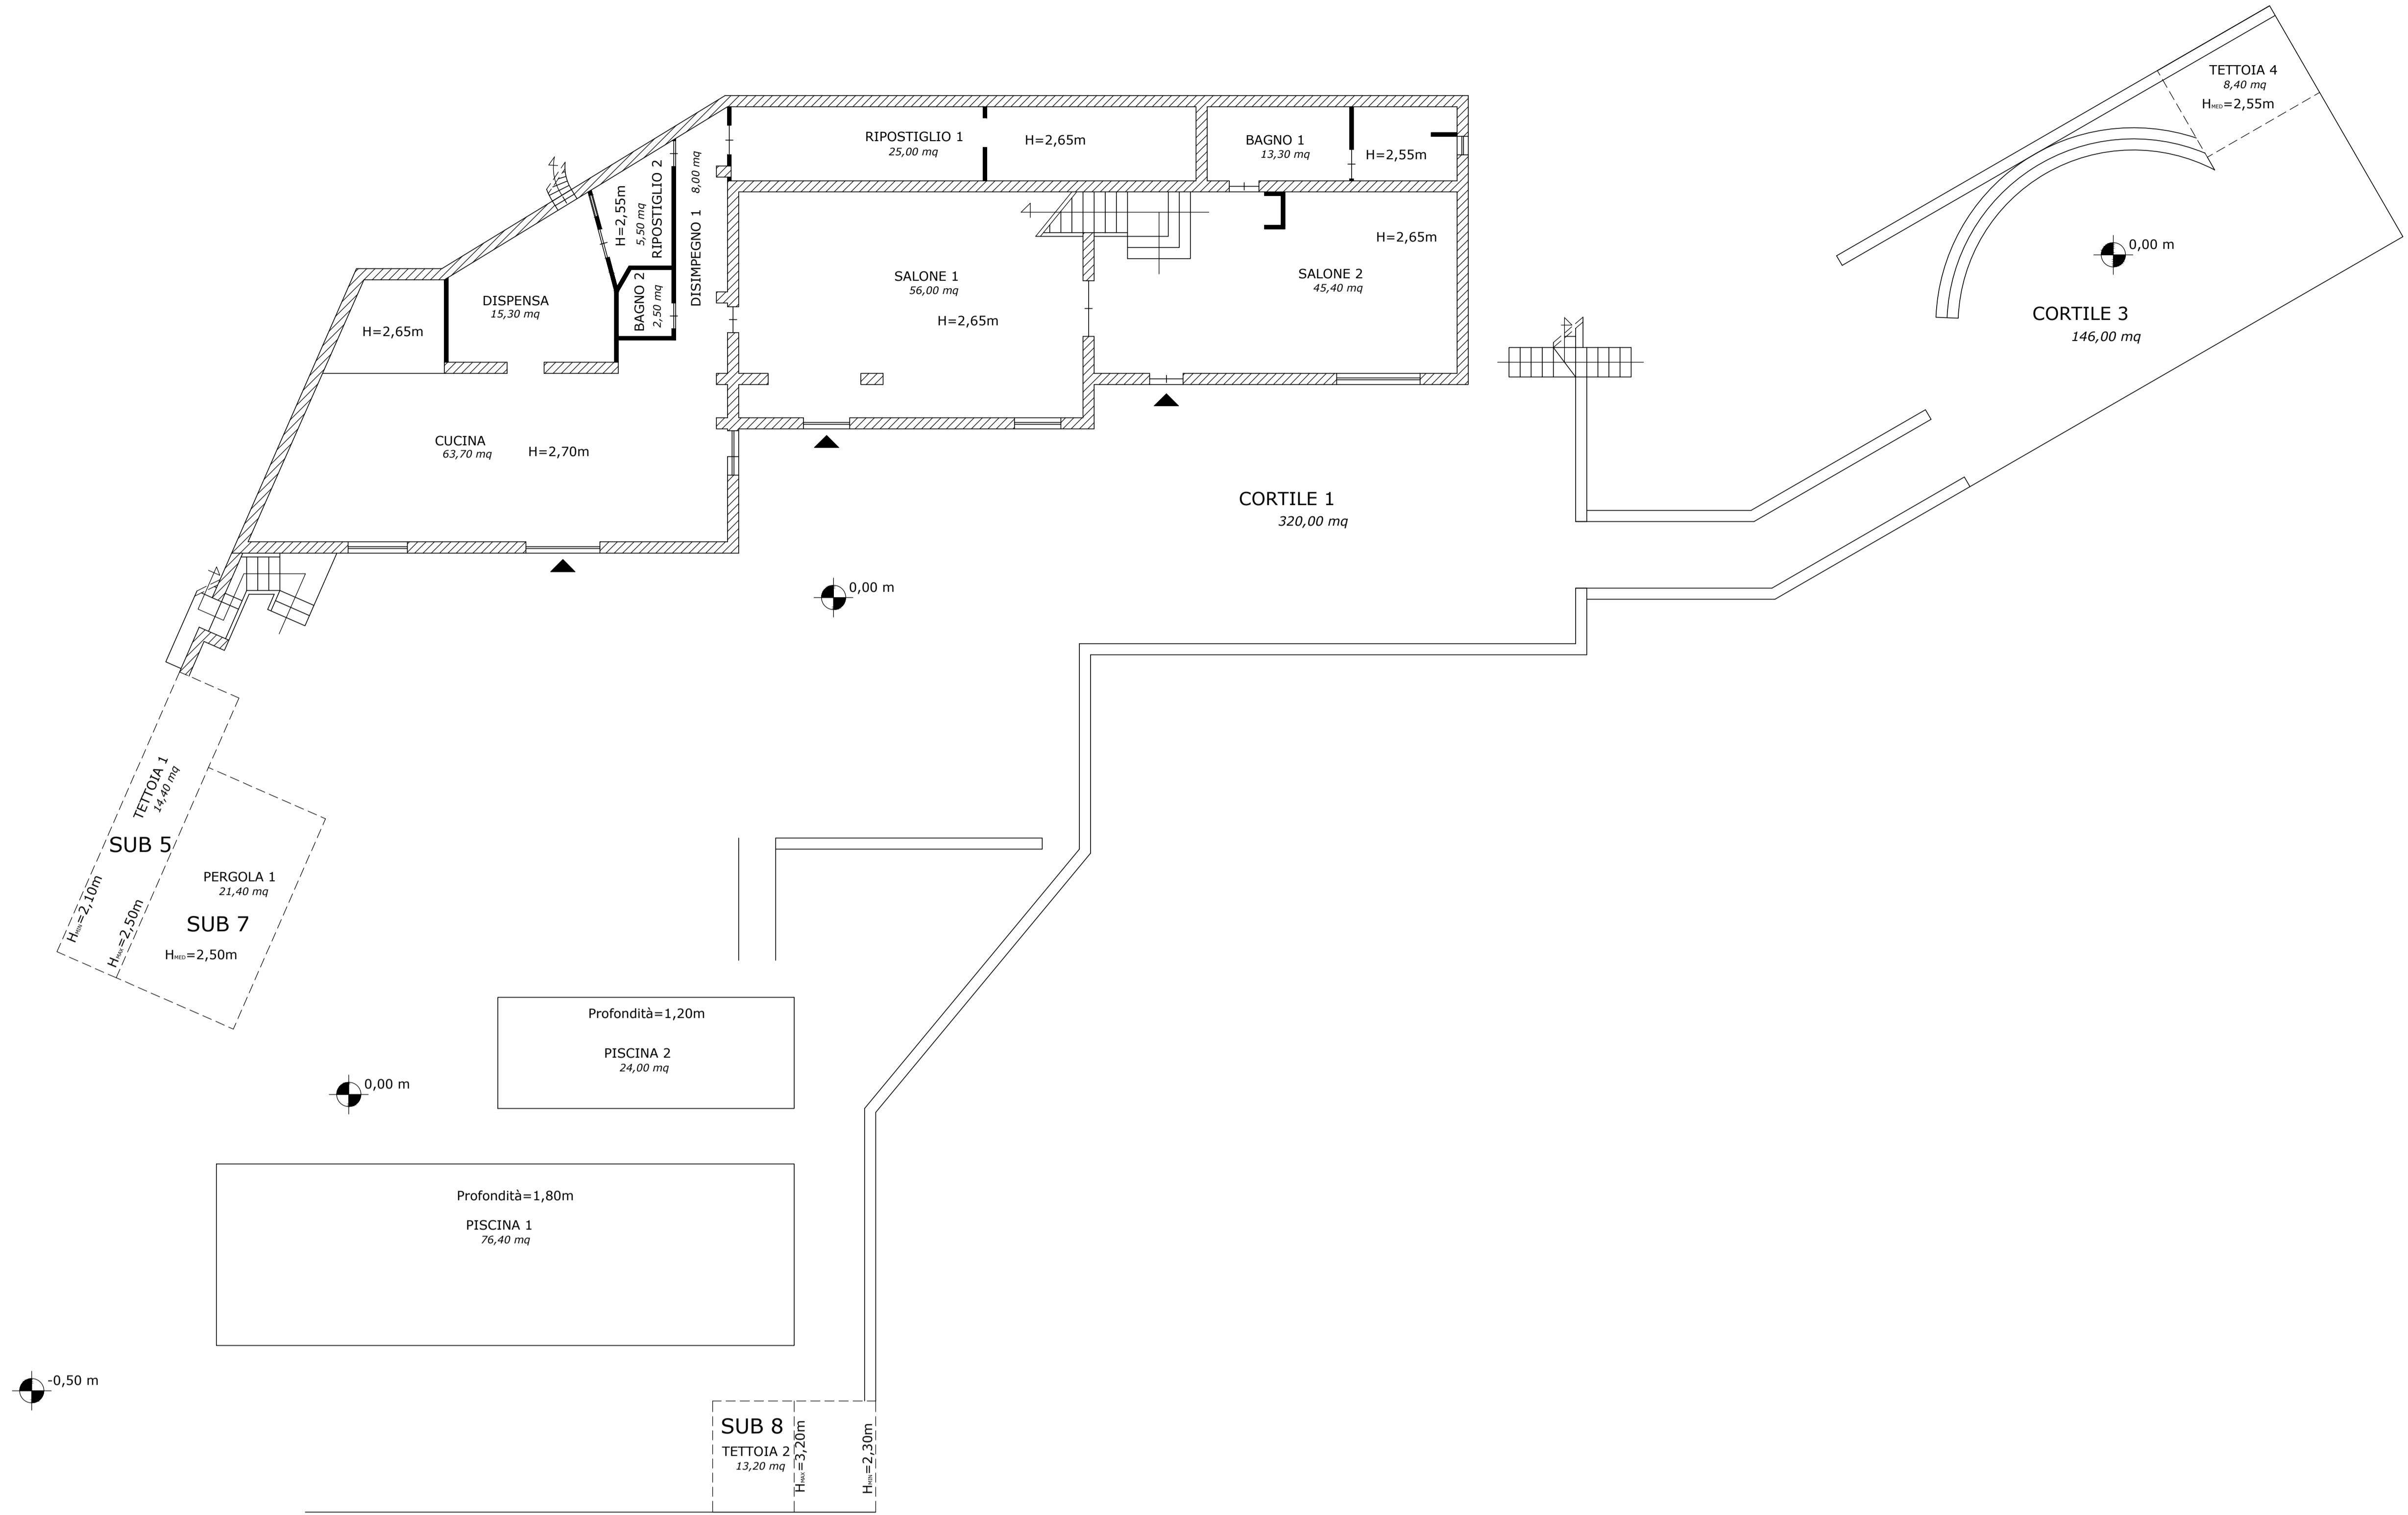 TETTOIA 4
8,40 mq
HMED=2,55m
RIPOSTIGLIO 1
25,00 mq
H=2,65m
BAGNO 1
13,30 mq
H=2,55m
H=2,55m
5,50 mq
RIPOSTIGLIO 2
DISIMPEGNO 1
8,00 mq
BAGNO 2
2,50 mq
DISPENSA
15,30 mq
H=2,65m
SALONE 1
56,00 mq
H=2,65m
SALONE 2
45,40 mq
H=2,65m
0,00 m
CORTILE 3
146,00 mq
CUCINA
63,70 mq
H=2,70m
CORTILE 1
320,00 mq
0,00 m
TETTOIA 1
14,40 mq
SUB 5
HMIN=2,10m
HMAX=2,50m
PERGOLA 1
21,40 mq
SUB 7
HMED=2,50m
Profondità=1,20m
PISCINA 2
24,00 mq
0,00 m
Profondità=1,80m
PISCINA 1
76,40 mq
-0,50 m
SUB 8
TETTOIA 2
13,20 mq
HMAX=3,20m
HMIN=2,30m